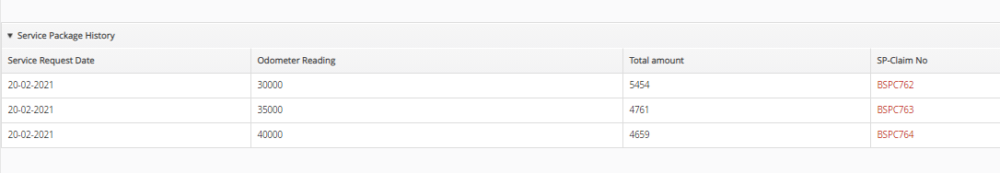 Service Package History
Service Request Date Odometer Reading Total amount SP-Claim No
20-02-2021 30000 5454 BSPC762
20-02-2021 35000 4761 BSPC763
20-02-2021 40000 4659 BSPC764